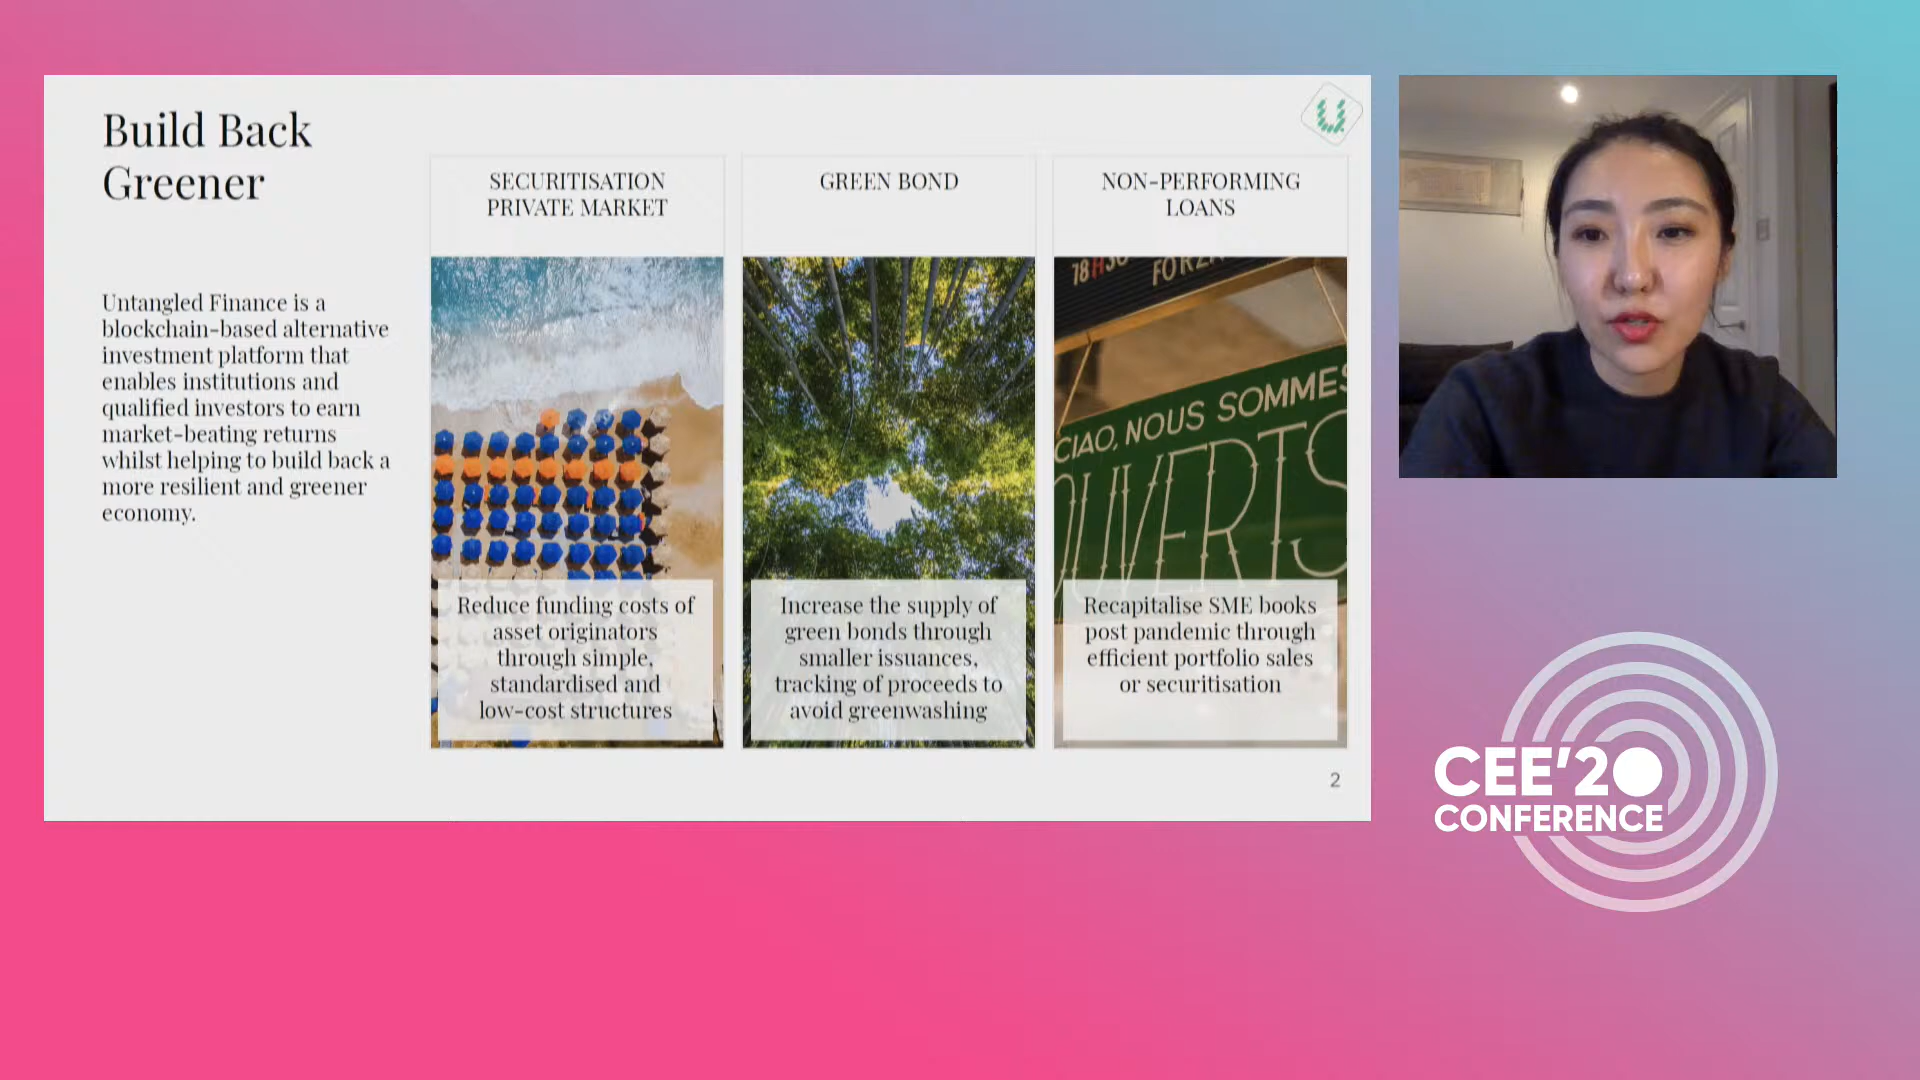 Build Back
Greener
Untangled Finance is a
blockchain-based alternative
investment platform that
enables institutions and
qualified investors to earn
market-beating returns
whilst helping to build back a
more resilient and greener
economy.
SECURITISATION
PRIVATE MARKET
Reduce funding costs of
asset originators
through simple,
standardised and
low-cost structures
GREEN BOND
Increase the supply of
green bonds through
smaller issuances,
tracking of proceeds to
avoid greenwashing
NON-PERFORMING
LOANS
CIAO, NOUS SOMMES
OUVERTS
Recapitalise SME books
post pandemic through
efficient portfolio sales
or securitisation
2
CEE'20
CONFERENCE